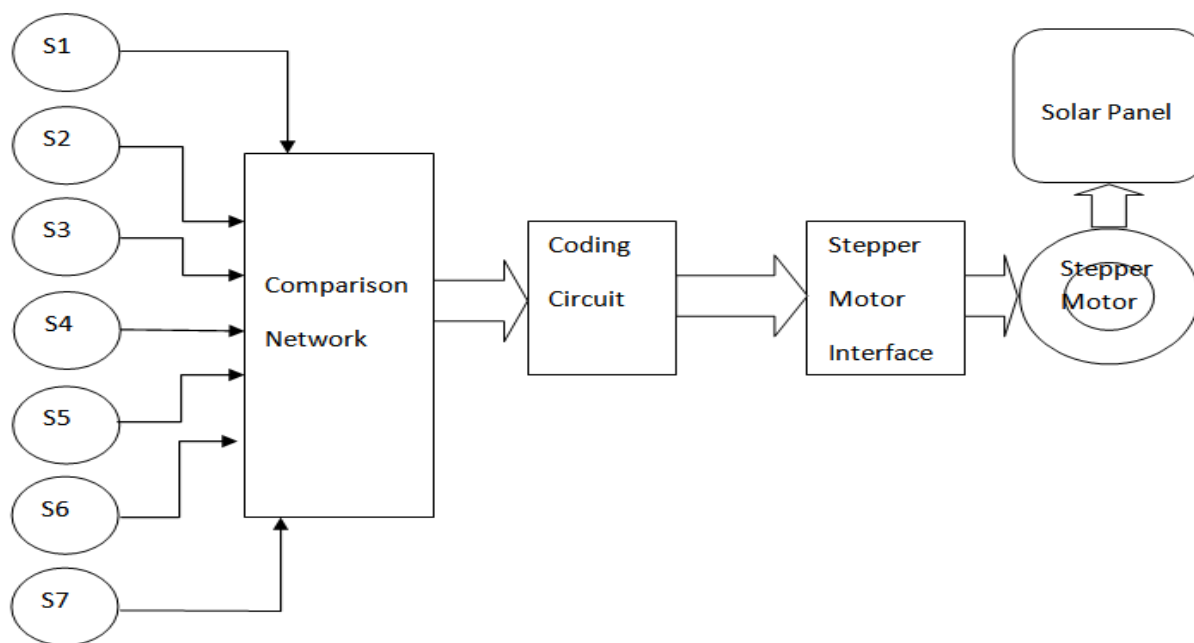 S1
S2
S3
S4
S5
S6
S7
Comparison
Network
Coding
Circuit
Stepper
Motor
Interface
Stepper
Motor
Solar Panel